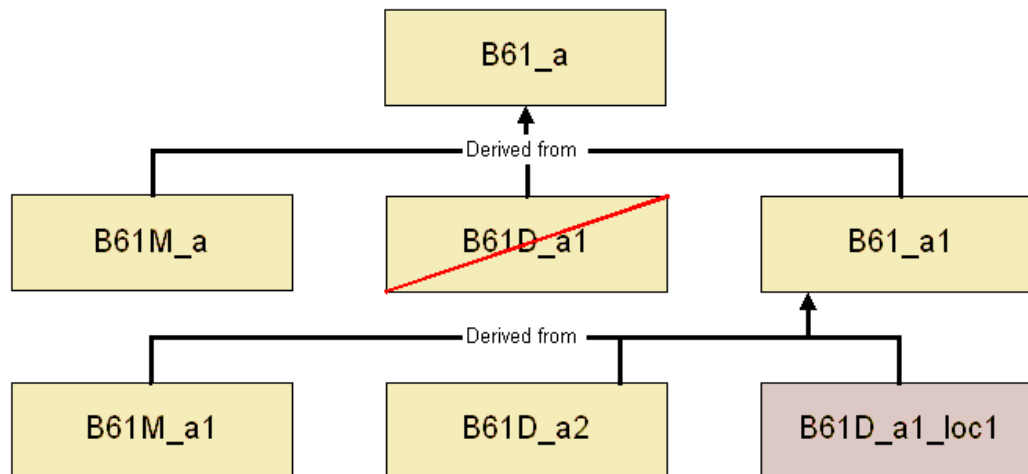 B61_a
Derived from
B61M_a
B61D_a1
B61_a1
Derived from
B61M_a1
B61D_a2
B61D_a1_loc1